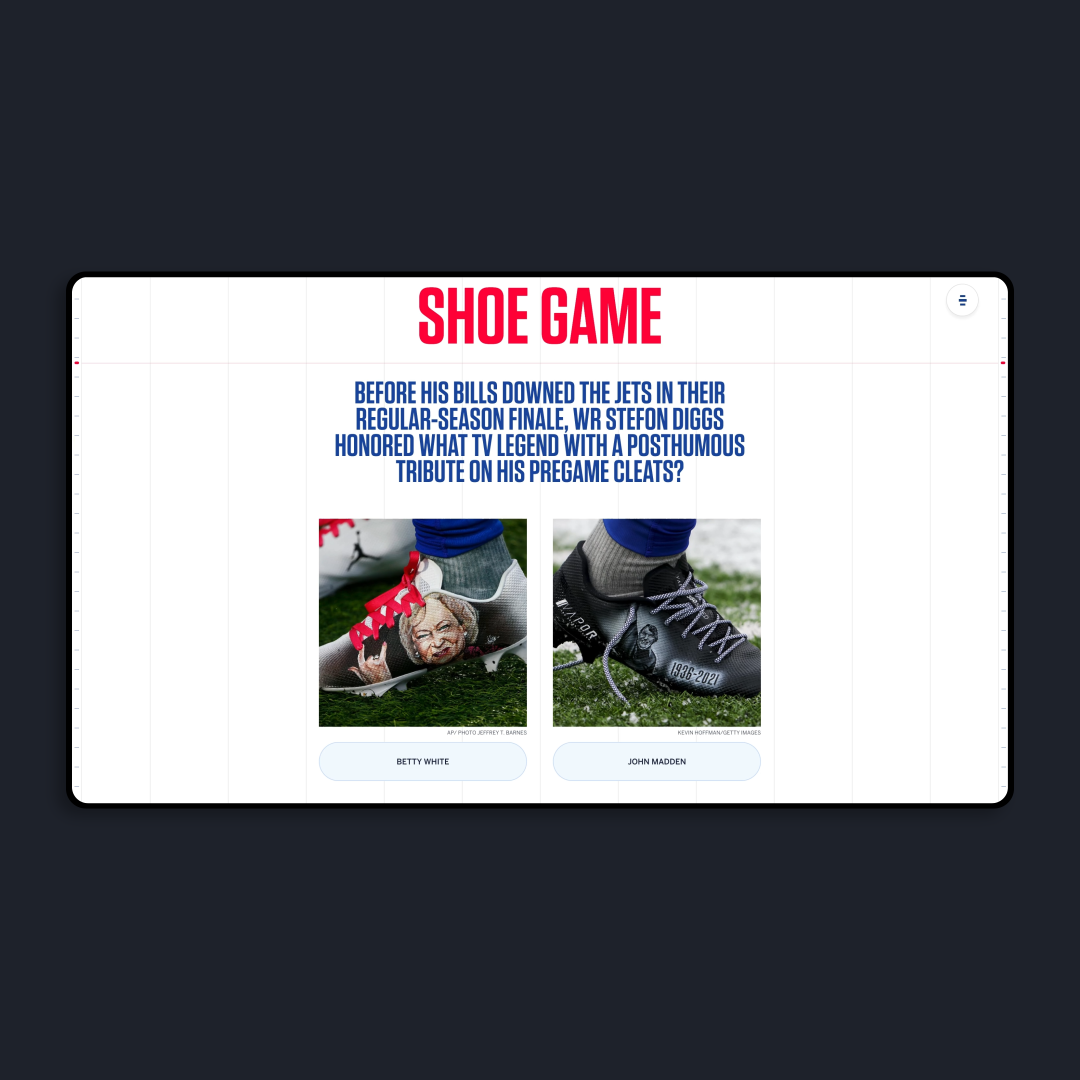 SHOE GAME
BEFORE HIS BILLS DOWNED THE JETS IN THEIR
REGULAR-SEASON FINALE, WR STEFON DIGGS
HONORED WHAT TV LEGEND WITH A POSTHUMOUS
TRIBUTE ON HIS PREGAME CLEATS?
VAPOR
1936-2021
AP/ PHOTO JEFFREY T. BARNES
KEVIN HOFFMAN/GETTY IMAGES
BETTY WHITE
JOHN MADDEN